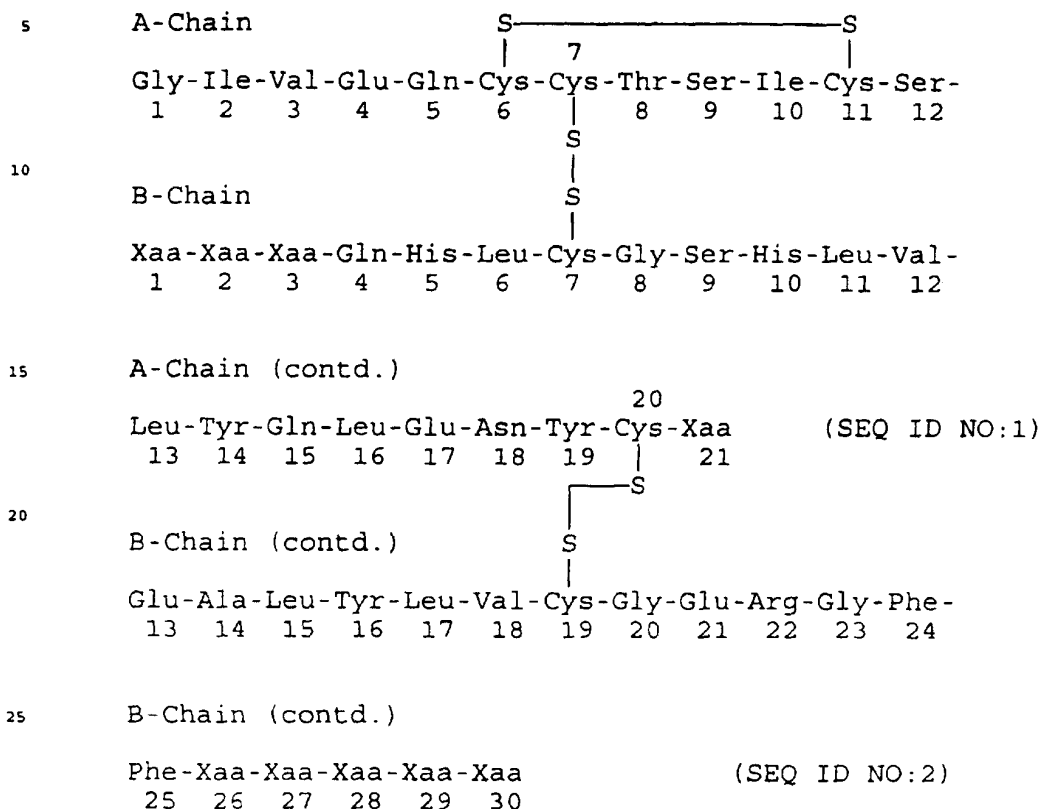 5 A-Chain S S
7
Gly-Ile-Val-Glu-Gln-Cys-Cys-Thr-Ser-Ile-Cys-Ser-
1 2 3 4 5 6 8 9 10 11 12
S
10
B-Chain S
Xaa-Xaa-Xaa-Gln-His-Leu-Cys-Gly-Ser-His-Leu-Val-
1 2 3 4 5 6 7 8 9 10 11 12
15 A-Chain (contd.)
20
Leu-Tyr-Gln-Leu-Glu-Asn-Tyr-Cys-Xaa (SEQ ID NO:1)
13 14 15 16 17 18 19 21
S
20
B-Chain (contd.) S
Glu-Ala-Leu-Tyr-Leu-Val-Cys-Gly-Glu-Arg-Gly-Phe-
13 14 15 16 17 18 19 20 21 22 23 24
25 B-Chain (contd.)
Phe-Xaa-Xaa-Xaa-Xaa-Xaa (SEQ ID NO:2)
25 26 27 28 29 30